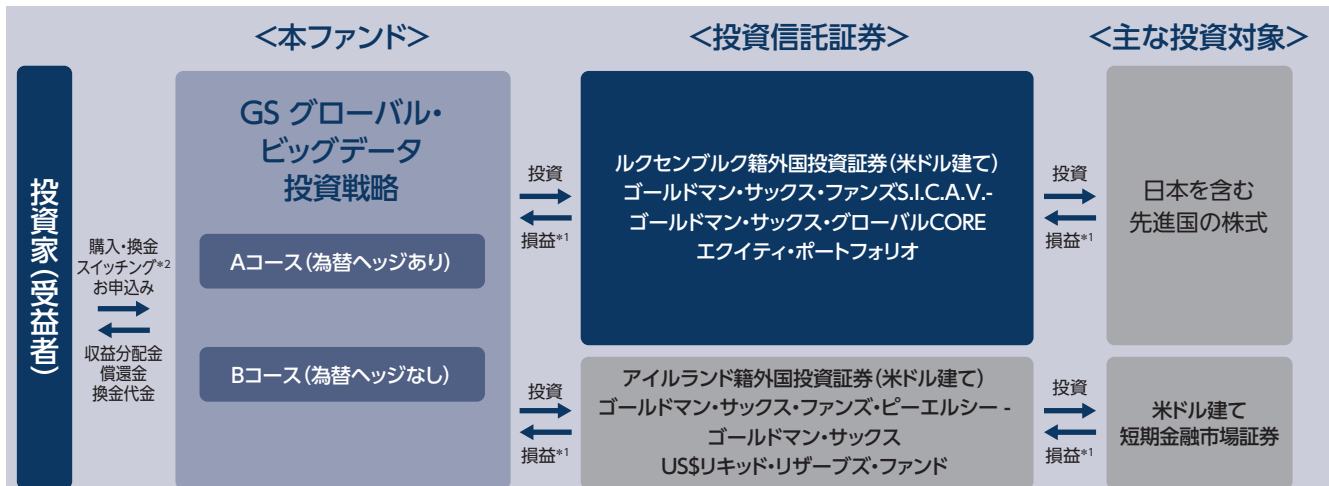 <本ファンド>
<投資信託証券>
<主な投資対象>
投資家(受益者)
購入・換金
スイッチング*2
お申込み
収益分配金
償還金
換金代金
GS グローバル・
ビッグデータ
投資戦略
Aコース(為替ヘッジあり)
Bコース(為替ヘッジなし)
投資
損益*1
ルクセンブルク籍外国投資証券(米ドル建て)
ゴールドマン・サックス・ファンズS.I.C.A.V.-
ゴールドマン・サックス・グローバルCORE
エクイティ・ポートフォリオ
投資
損益*1
日本を含む
先進国の株式
投資
損益*1
アイルランド籍外国投資証券(米ドル建て)
ゴールドマン・サックス・ファンズ・ピーエルシー -
ゴールドマン・サックス
US$リキッド・リザーブズ・ファンド
投資
損益*1
米ドル建て
短期金融市場証券